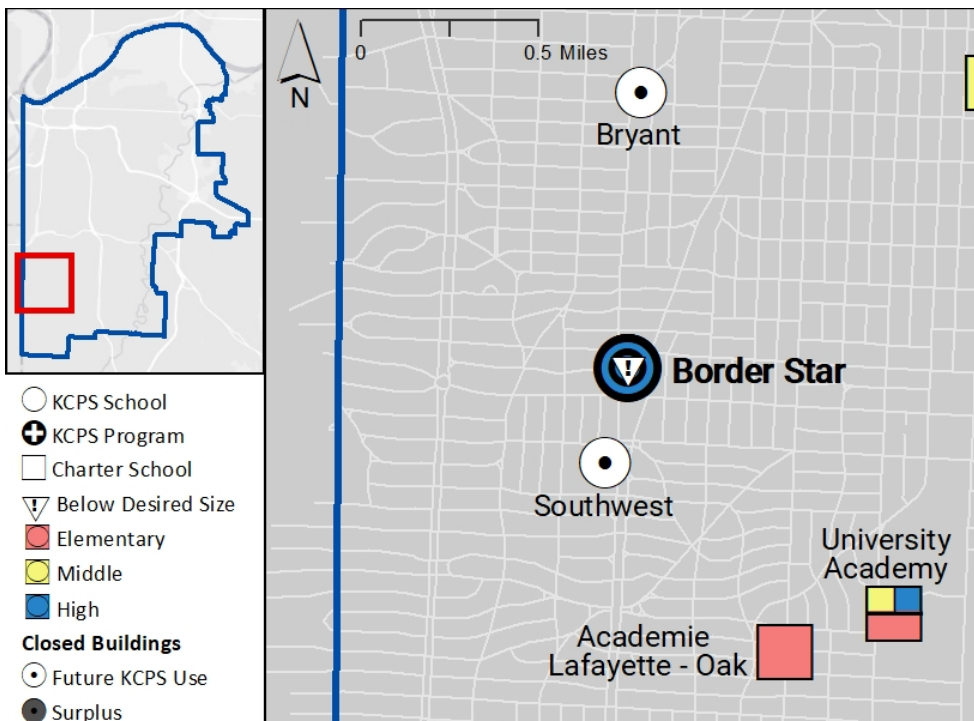 0
0.5 Miles
N
Bryant
Border Star
Southwest
University
Academy
Academie
Lafayette - Oak
KCPS School
KCPS Program
Charter School
! Below Desired Size
Elementary
Middle
High
Closed Buildings
Future KCPS Use
Surplus